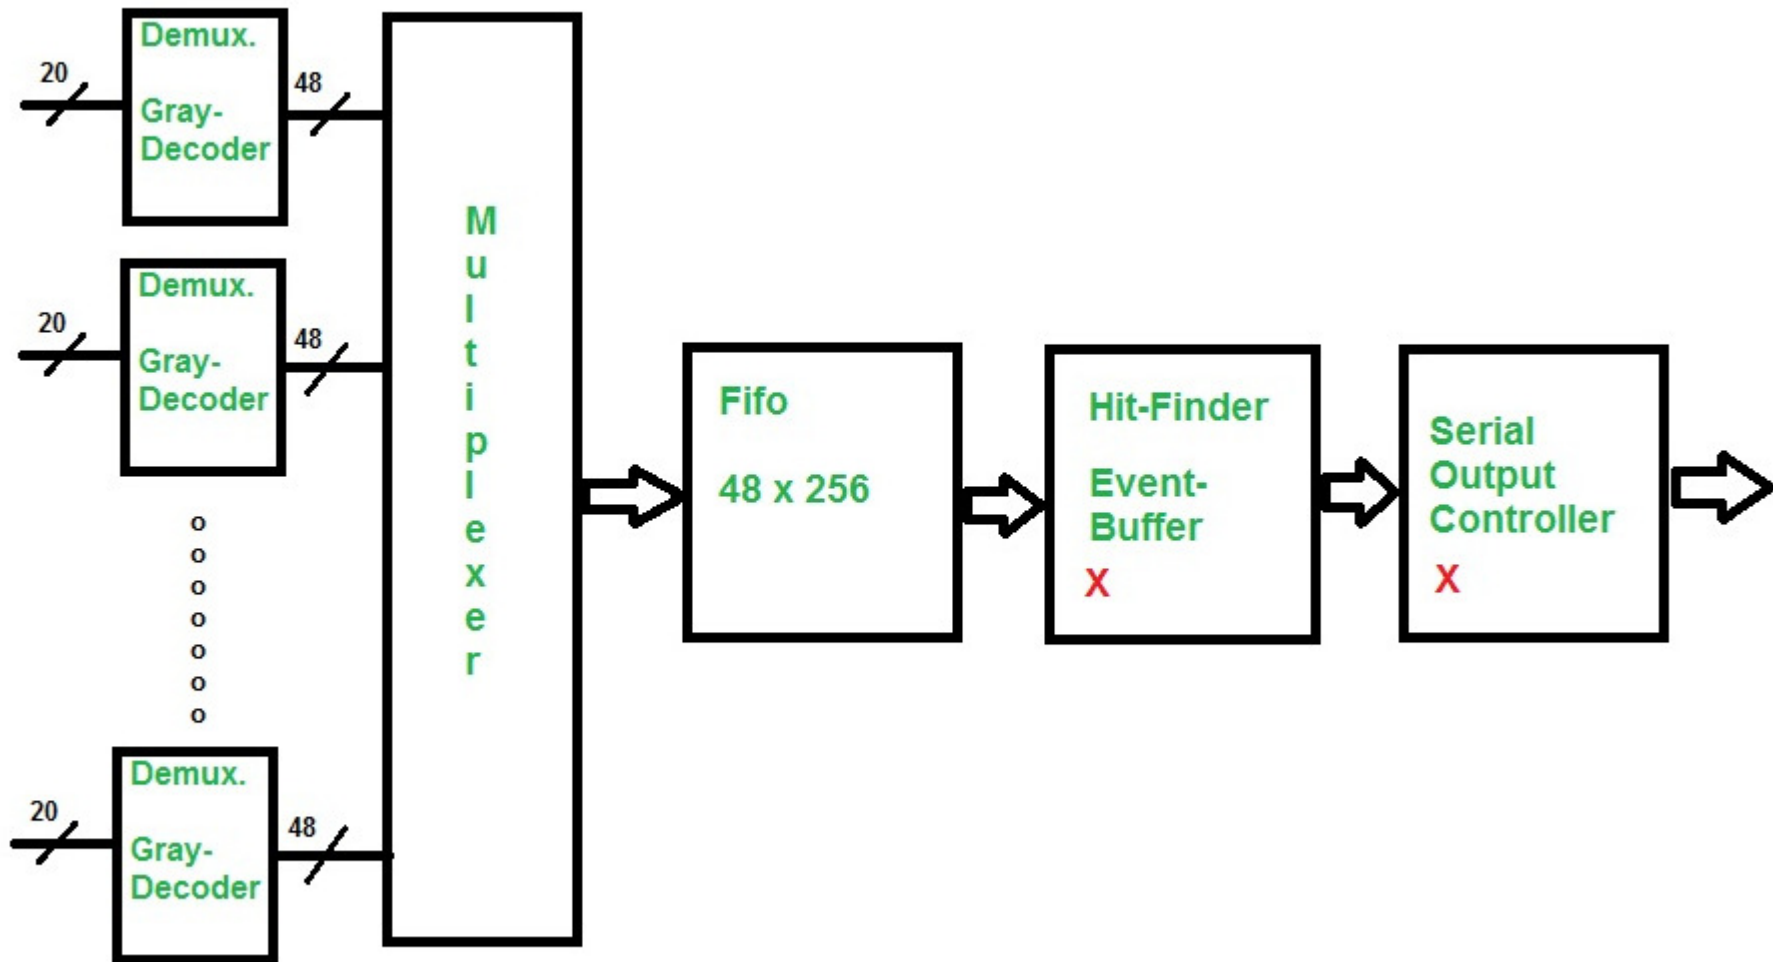 20
Demux.
Gray-
Decoder
48
20
Demux.
Gray-
Decoder
48
o
o
o
o
o
o
o
20
Demux.
Gray-
Decoder
48
Multiplexer
Fifo
48 x 256
Hit-Finder
Event-
Buffer
X
Serial
Output
Controller
X